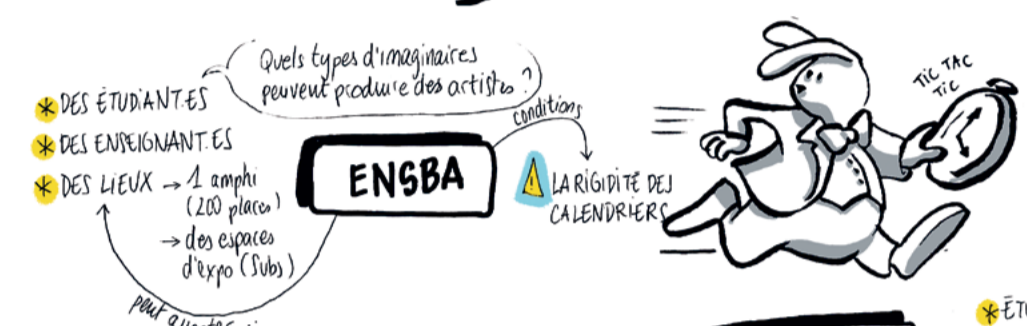 Quels types d'imaginaires
peuvent produire des artistes ?
DES ÉTUDIANT.ES
DES ENSEIGNANT.ES
DES LIEUX → 1 amphi
(200 places)
→ des espaces
d'expo (Subs)
ENSBA
conditions
LA RIGIDITÉ DES
CALENDRIERS
TIC TAC
TIC
peut